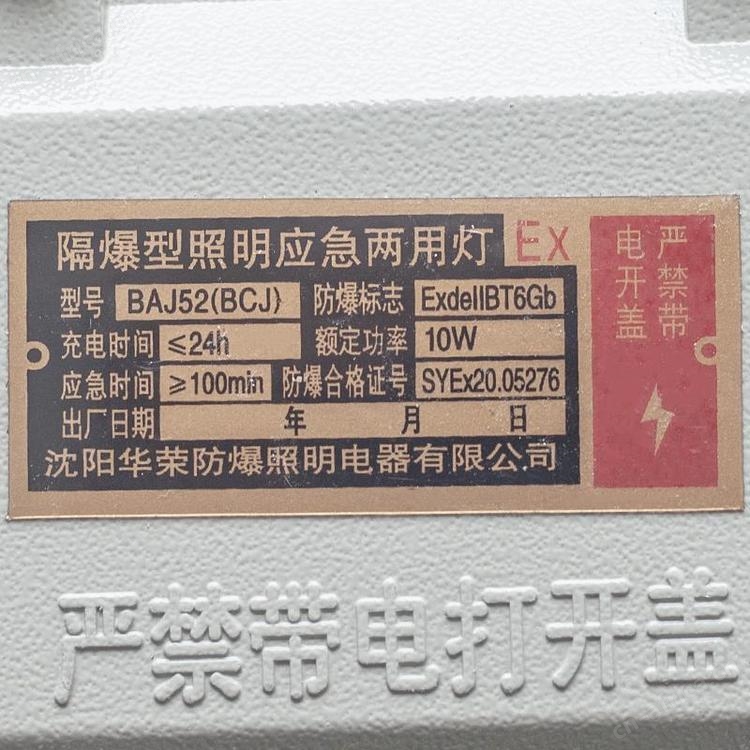 隔爆型照明应急两用灯 EX
型号 BAJ52(BCJ) 防爆标志 ExdeIIBT6Gb
充电时间 ≤24h 额定功率 10W
应急时间 ≥100min 防爆合格证号 SYEx20.05276
出厂日期 年 月 日
沈阳华荣防爆照明电器有限公司
严禁带
电开盖
严禁带电打开盖